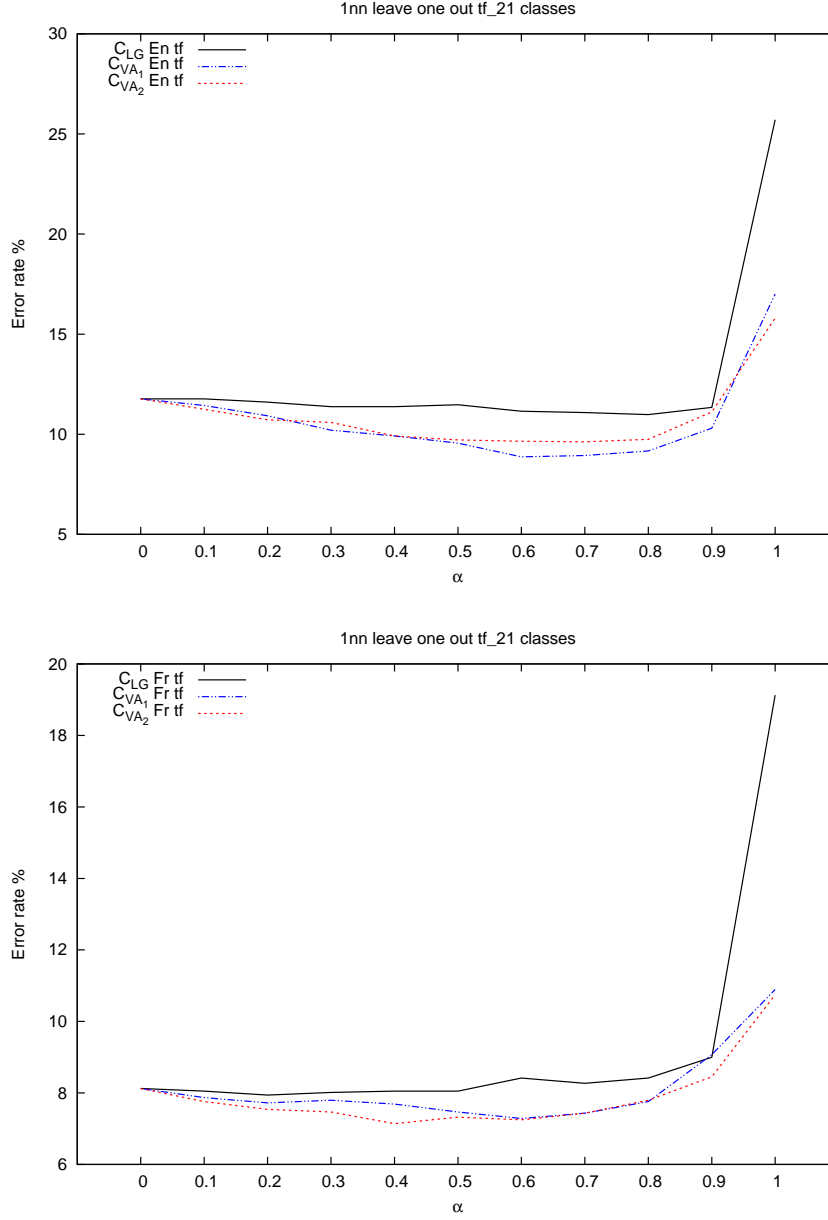 1nn leave one out tf_21 classes
30
25
20
15
10
5
Error rate %
C_LG En tf
C_VA_1 En tf
C_VA_2 En tf
0 0.1 0.2 0.3 0.4 0.5 0.6 0.7 0.8 0.9 1
α
1nn leave one out tf_21 classes
20
18
16
14
12
10
8
6
Error rate %
C_LG Fr tf
C_VA_1 Fr tf
C_VA_2 Fr tf
0 0.1 0.2 0.3 0.4 0.5 0.6 0.7 0.8 0.9 1
α